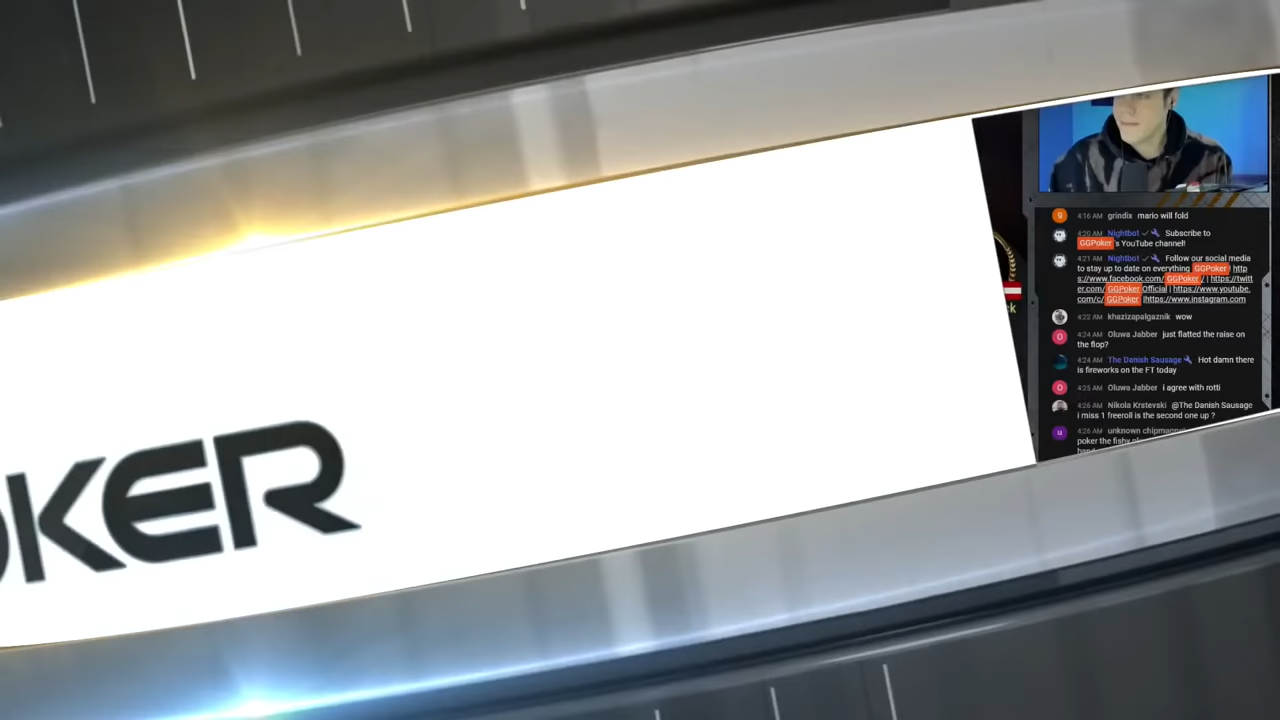 4:16 AM grindix mario will fold
4:20 AM Nightbot Subscribe to
GGPoker's YouTube channel!
4:21 AM Nightbot Follow our social media
to stay up to date on everything GGPoker! http
s://www.facebook.com/GGPoker/ | https://twitt
er.com/GGPokerOfficial | https://www.youtube.
com/c/GGPoker |https://www.instagram.com
4:22 AM khazizapalgaznik wow
4:24 AM Oluwa Jabber just flatted the raise on
the flop?
4:24 AM The Danish Sausage Hot damn there
is fireworks on the FT today
4:25 AM Oluwa Jabber i agree with rotti
4:26 AM Nikola Krstevski @The Danish Sausage
i miss 1 freeroll is the second one up ?
4:26 AM unknown
poker the fishy
OKER